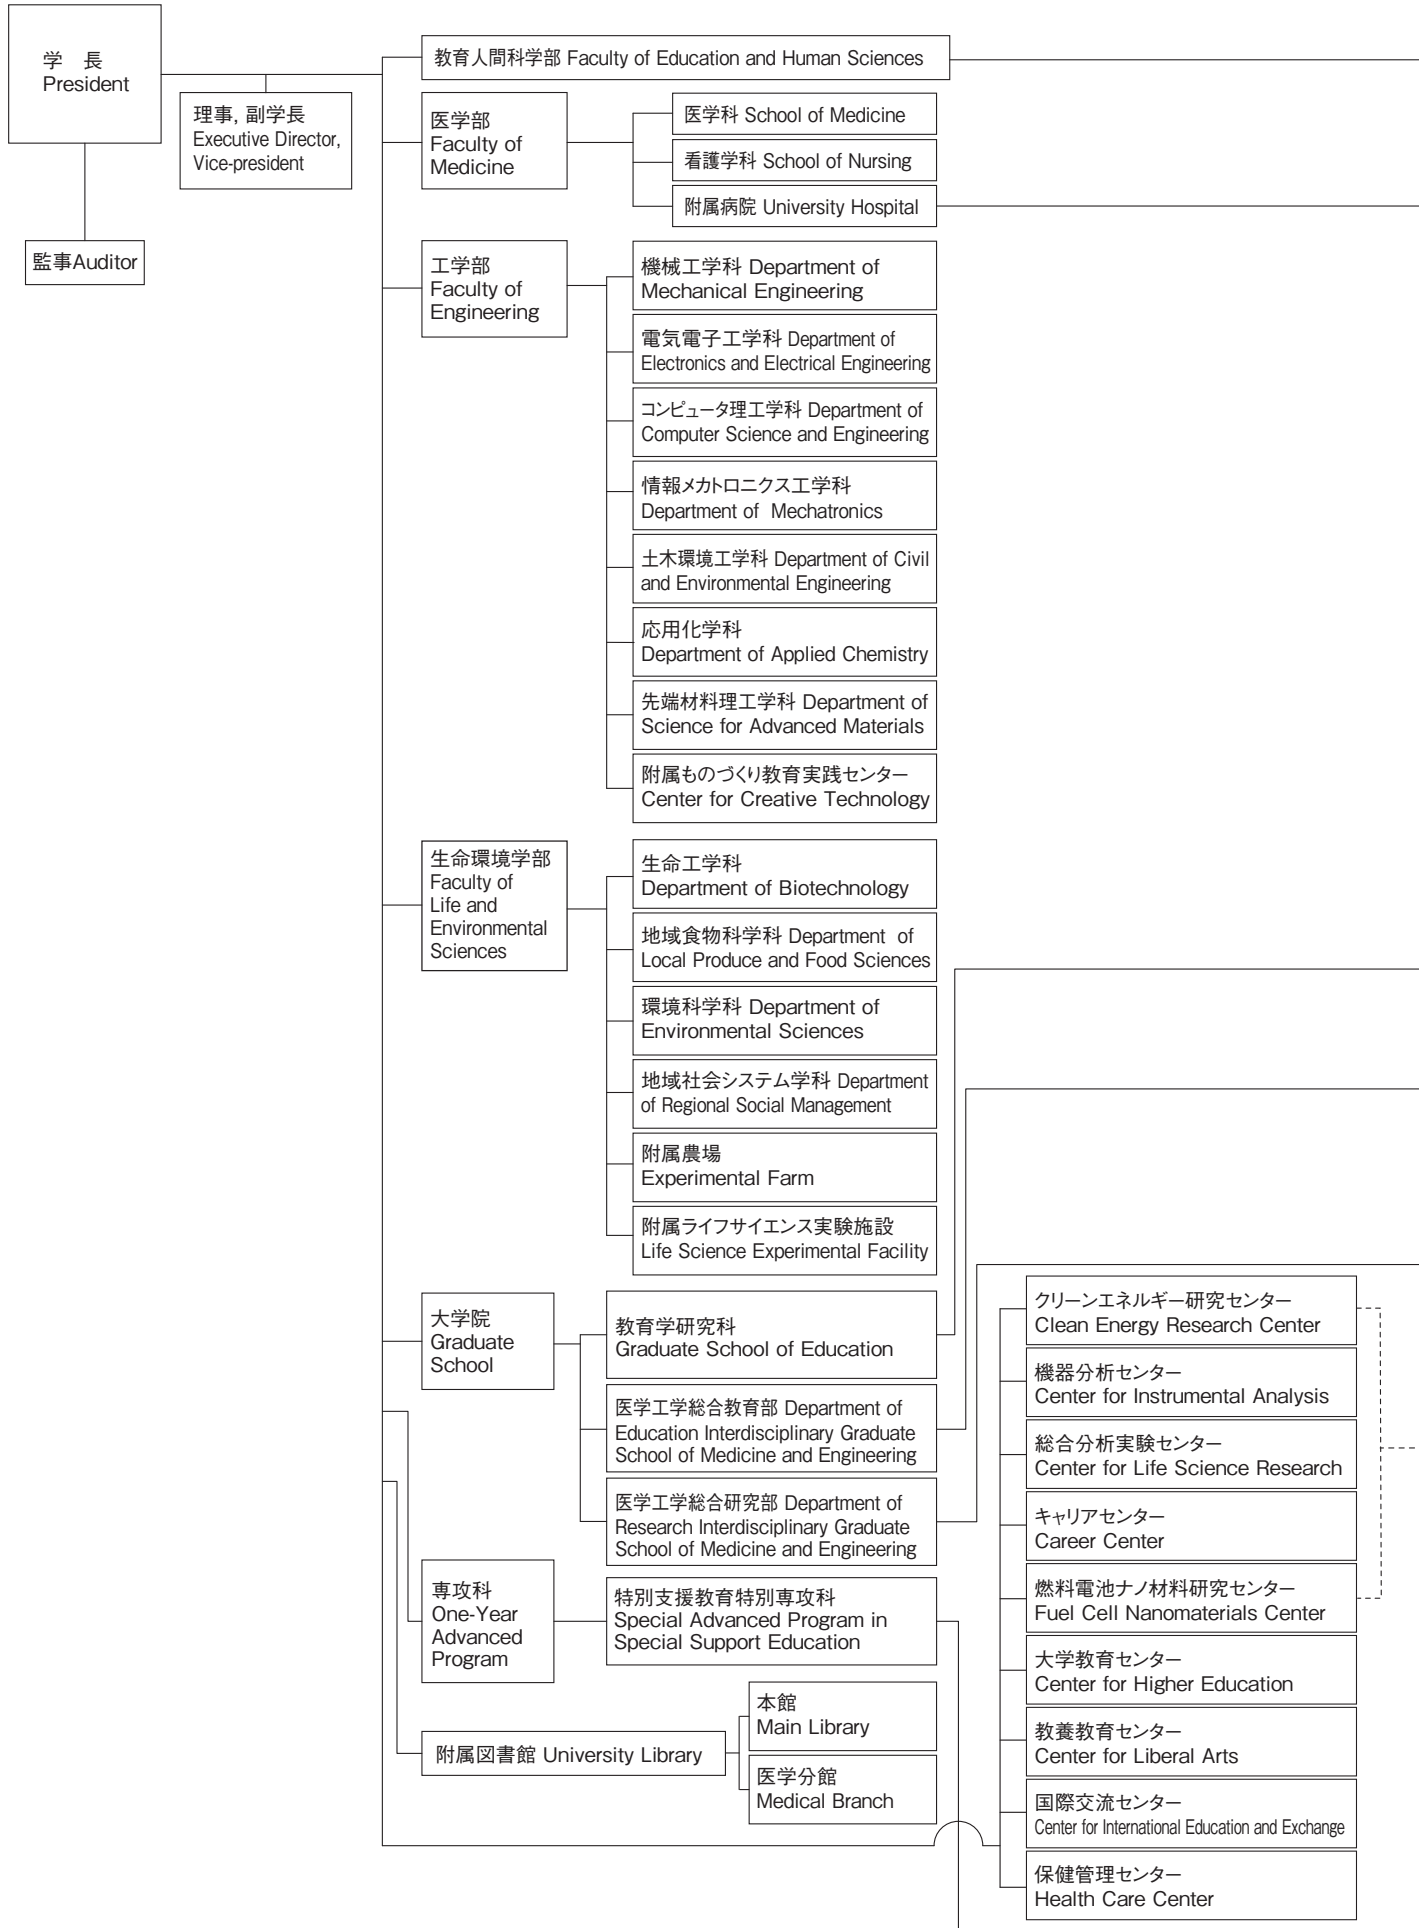 学　長
President
理事, 副学長
Executive Director,
Vice-president
監事Auditor
教育人間科学部 Faculty of Education and Human Sciences
医学部
Faculty of
Medicine
医学科 School of Medicine
看護学科 School of Nursing
附属病院 University Hospital
工学部
Faculty of
Engineering
機械工学科 Department of
Mechanical Engineering
電気電子工学科 Department of
Electronics and Electrical Engineering
コンピュータ理工学科 Department of
Computer Science and Engineering
情報メカトロニクス工学科
Department of Mechatronics
土木環境工学科 Department of Civil
and Environmental Engineering
応用化学科
Department of Applied Chemistry
先端材料理工学科 Department of
Science for Advanced Materials
附属ものづくり教育実践センター
Center for Creative Technology
生命環境学部
Faculty of
Life and
Environmental
Sciences
生命工学科
Department of Biotechnology
地域食物科学科 Department of
Local Produce and Food Sciences
環境科学科 Department of
Environmental Sciences
地域社会システム学科 Department
of Regional Social Management
附属農場
Experimental Farm
附属ライフサイエンス実験施設
Life Science Experimental Facility
大学院
Graduate
School
教育学研究科
Graduate School of Education
医学工学総合教育部 Department of
Education Interdisciplinary Graduate
School of Medicine and Engineering
医学工学総合研究部 Department of
Research Interdisciplinary Graduate
School of Medicine and Engineering
専攻科
One-Year
Advanced
Program
特別支援教育特別専攻科
Special Advanced Program in
Special Support Education
附属図書館 University Library
本館
Main Library
医学分館
Medical Branch
クリーンエネルギー研究センター
Clean Energy Research Center
機器分析センター
Center for Instrumental Analysis
総合分析実験センター
Center for Life Science Research
キャリアセンター
Career Center
燃料電池ナノ材料研究センター
Fuel Cell Nanomaterials Center
大学教育センター
Center for Higher Education
教養教育センター
Center for Liberal Arts
国際交流センター
Center for International Education and Exchange
保健管理センター
Health Care Center